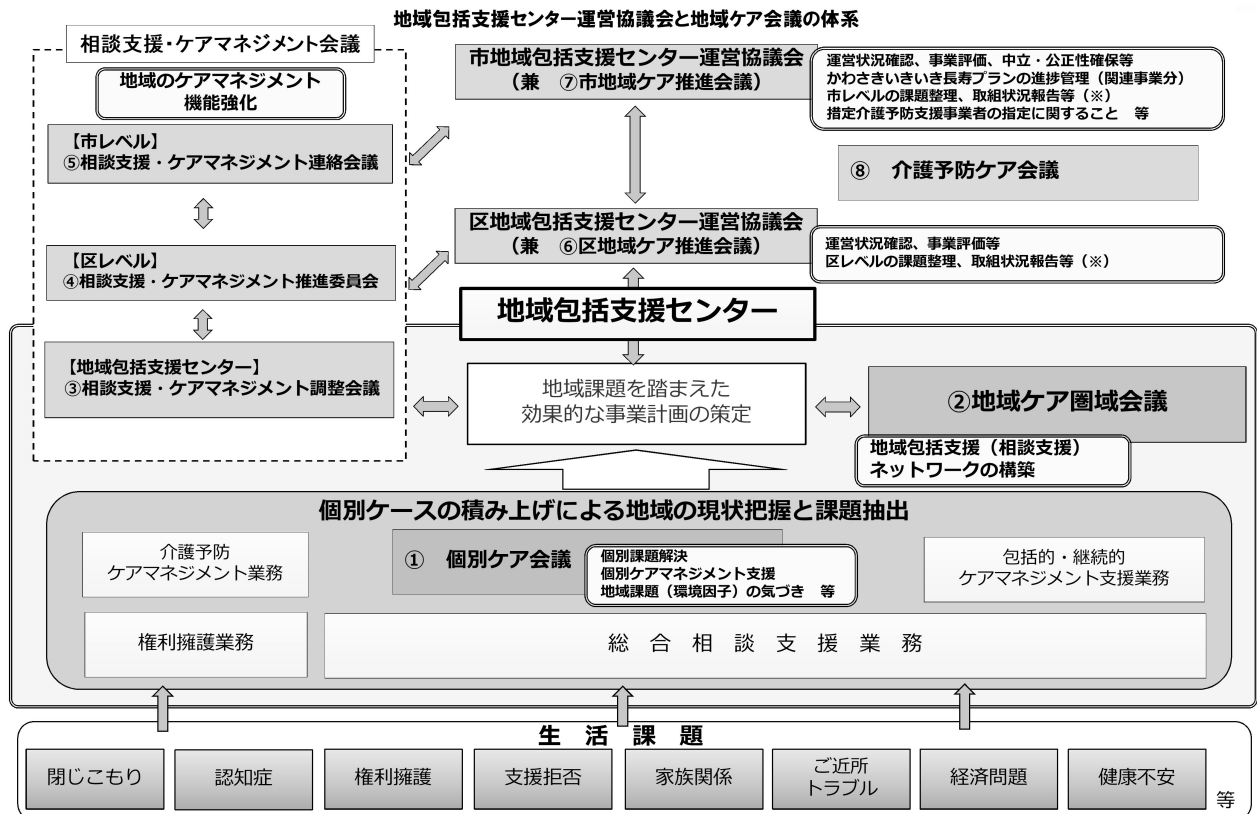 地域包括支援センター運営協議会と地域ケア会議の体系
相談支援・ケアマネジメント会議
地域のケアマネジメント
機能強化
【市レベル】
⑤相談支援・ケアマネジメント連絡会議
【区レベル】
④相談支援・ケアマネジメント推進委員会
【地域包括支援センター】
③相談支援・ケアマネジメント調整会議
市地域包括支援センター運営協議会
（兼　⑦市地域ケア推進会議）
運営状況確認、事業評価、中立・公正性確保等
かわさきいきいき長寿プランの進捗管理（関連事業分）
市レベルの課題整理、取組状況報告等（※）
措定介護予防支援事業者の指定に関すること　等
⑧　介護予防ケア会議
区地域包括支援センター運営協議会
（兼　⑥区地域ケア推進会議）
運営状況確認、事業評価等
区レベルの課題整理、取組状況報告等（※）
地域包括支援センター
地域課題を踏まえた
効果的な事業計画の策定
②地域ケア圏域会議
地域包括支援（相談支援）
ネットワークの構築
個別ケースの積み上げによる地域の現状把握と課題抽出
介護予防
ケアマネジメント業務
①　個別ケア会議
個別課題解決
個別ケアマネジメント支援
地域課題（環境因子）の気づき　等
包括的・継続的
ケアマネジメント支援業務
権利擁護業務
総合相談支援業務
生活課題
閉じこもり
認知症
権利擁護
支援拒否
家族関係
ご近所
トラブル
経済問題
健康不安
等